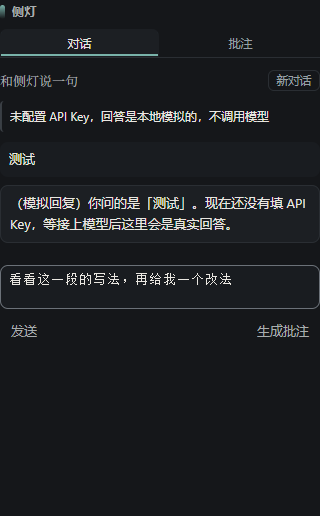 侧灯
对话 批注
和侧灯说一句 新对话
未配置 API Key，回答是本地模拟的，不调用模型
测试
（模拟回复）你问的是「测试」。现在还没有填 API
Key，等接上模型后这里会是真实回答。
看看这一段的写法，再给我一个改法
发送 生成批注